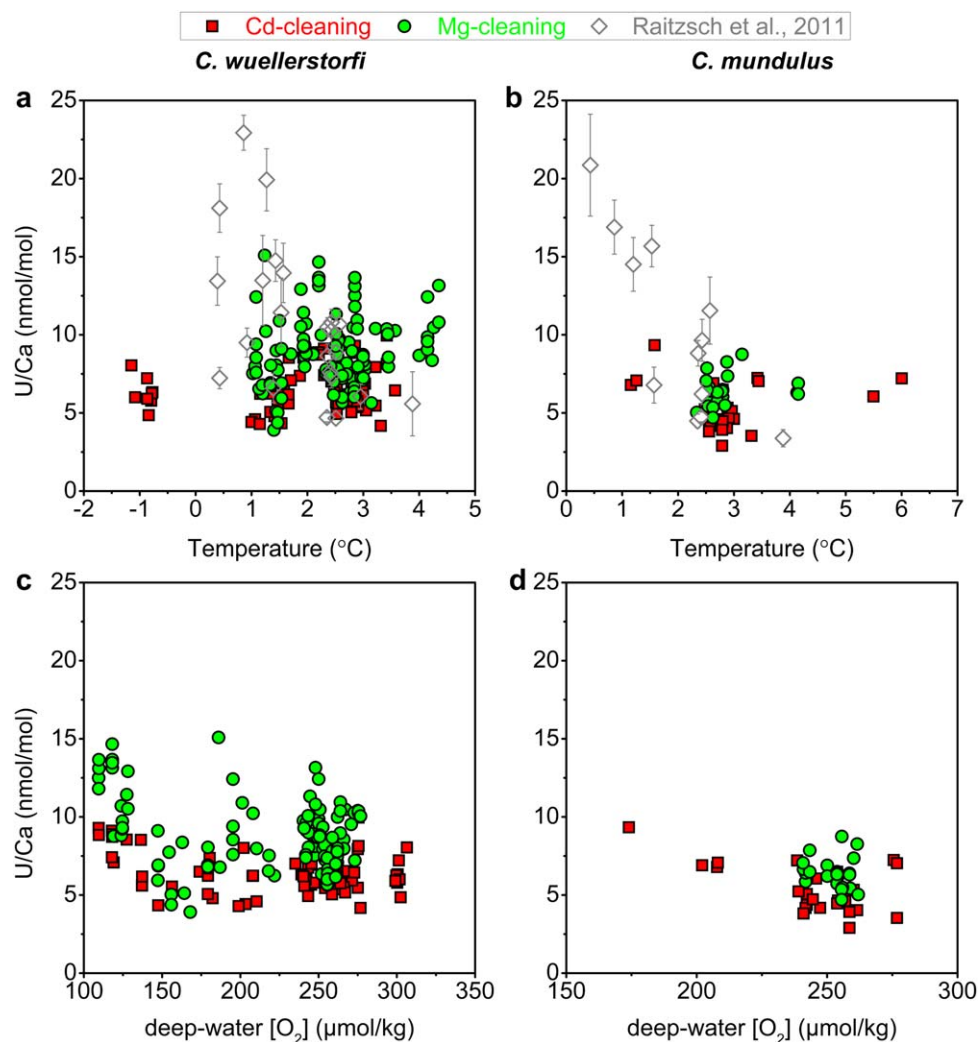 Cd-cleaning Mg-cleaning Raitzsch et al., 2011
C. wuellerstorfi C. mundulus
a b
25 25
20 20
15 15
10 10
5 5
0 0
U/Ca (nmol/mol)
-2 -1 0 1 2 3 4 5 0 1 2 3 4 5 6 7
Temperature (°C) Temperature (°C)
c d
25 25
20 20
15 15
10 10
5 5
0 0
U/Ca (nmol/mol)
100 150 200 250 300 350 150 200 250 300
deep-water [O₂] (μmol/kg) deep-water [O₂] (μmol/kg)